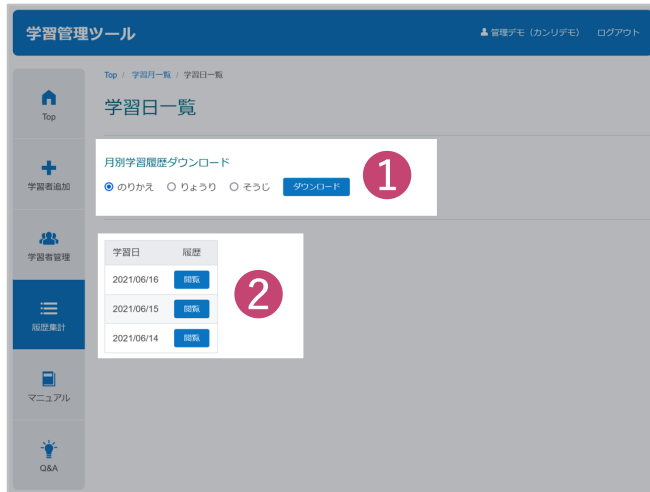 学習管理ツール
管理デモ（カンリデモ） ログアウト
Top / 学習月一覧 / 学習日一覧
学習日一覧
Top
学習者追加
学習者管理
履歴集計
マニュアル
Q&A
月別学習履歴ダウンロード
のりかえ りょうり そうじ ダウンロード
1
学習日 履歴
2021/06/16 閲覧
2021/06/15 閲覧
2021/06/14 閲覧
2